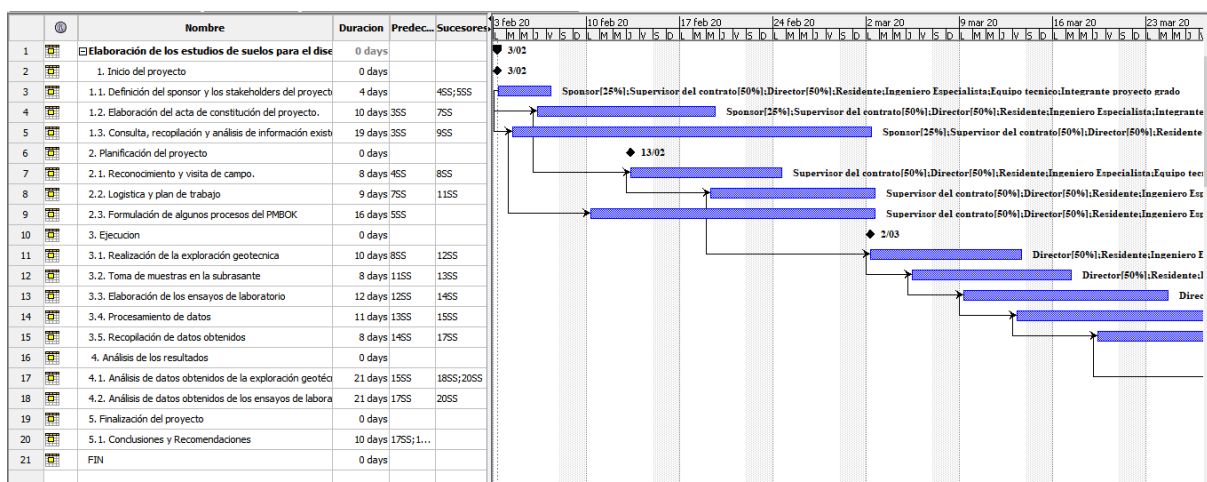 Nombre Duracion Predec... Sucesores
3 feb 20 10 feb 20 17 feb 20 24 feb 20 2 mar 20 9 mar 20 16 mar 20 23 mar 20
L M M J V S D L M M J V S D L M M J V S D L M M J V S D L M M J V S D L M M J V S D L M M J V S D L M M J V
1 Elaboración de los estudios de suelos para el dise 0 days 3/02
2 1. Inicio del proyecto 0 days 3/02
3 1.1. Definición del sponsor y los stakeholders del proyect 4 days 4SS;5SS Sponsor[25%];Supervisor del contrato[50%];Director[50%];Residente;Ingeniero Especialista;Equipo tecnico;Integrante proyecto grado
4 1.2. Elaboración del acta de constitución del proyecto. 10 days 3SS 7SS Sponsor[25%];Supervisor del contrato[50%];Director[50%];Residente;Ingeniero Especialista;Integrante
5 1.3. Consulta, recopilación y análisis de información exist 19 days 3SS 9SS Sponsor[25%];Supervisor del contrato[50%];Director[50%];Residente
6 2. Planificación del proyecto 0 days 13/02
7 2.1. Reconocimiento y visita de campo. 8 days 4SS 8SS Supervisor del contrato[50%];Director[50%];Residente;Ingeniero Especialista;Equipo tec
8 2.2. Logistica y plan de trabajo 9 days 7SS 11SS Supervisor del contrato[50%];Director[50%];Residente;Ingeniero Esp
9 2.3. Formulación de algunos procesos del PMBOK 16 days 5SS Supervisor del contrato[50%];Director[50%];Residente;Ingeniero Esp
10 3. Ejecucion 0 days 2/03
11 3.1. Realización de la exploración geotecnica 10 days 8SS 12SS Director[50%];Residente;Ingeniero E
12 3.2. Toma de muestras en la subrasante 8 days 11SS 13SS Director[50%];Residente;I
13 3.3. Elaboración de los ensayos de laboratorio 12 days 12SS 14SS Direc
14 3.4. Procesamiento de datos 11 days 13SS 15SS
15 3.5. Recopilación de datos obtenidos 8 days 14SS 17SS
16 4. Análisis de los resultados 0 days
17 4.1. Análisis de datos obtenidos de la exploración geotéc 21 days 15SS 18SS;20SS
18 4.2. Análisis de datos obtenidos de los ensayos de labora 21 days 17SS 20SS
19 5. Finalización del proyecto 0 days
20 5.1. Conclusiones y Recomendaciones 10 days 17SS;1...
21 FIN 0 days